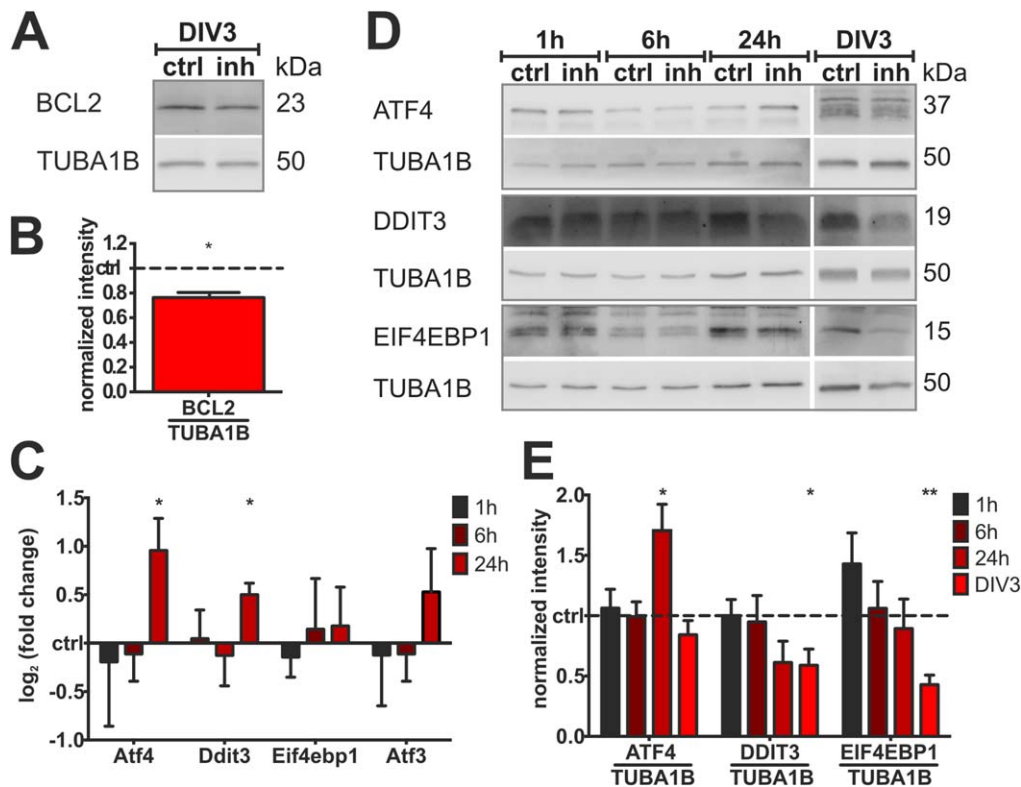 A
DIV3
ctrl inh kDa
BCL2 23
TUBA1B 50
B
normalized intensity
1.2
ctrl
0.8
0.6
0.4
0.2
0.0
*
BCL2
TUBA1B
C
log₂ (fold change)
1.5
1.0
0.5
ctrl
-0.5
-1.0
* *
1h
6h
24h
Atf4 Ddit3 Eif4ebp1 Atf3
D
1h 6h 24h DIV3
ctrl inh ctrl inh ctrl inh ctrl inh kDa
ATF4 37
TUBA1B 50
DDIT3 19
TUBA1B 50
EIF4EBP1 15
TUBA1B 50
E
normalized intensity
2.0
1.5
ctrl
0.5
0.0
* * **
1h
6h
24h
DIV3
ATF4 DDIT3 EIF4EBP1
TUBA1B TUBA1B TUBA1B